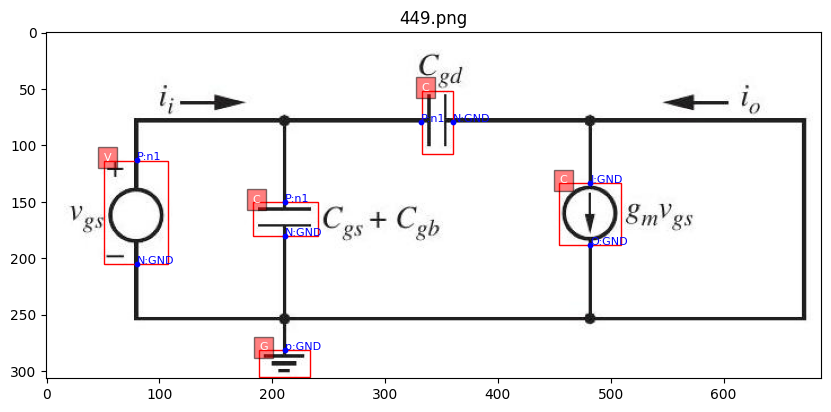 449.png
C
C_gd
i_i
i_o
P:n1
N:GND
V
P:n1
+
C
P:n1
C
I:GND
v_gs
C_gs + C_gb
g_m v_gs
N:GND
O:GND
−
N:GND
G
p:GND
0
50
100
150
200
250
300
0
100
200
300
400
500
600